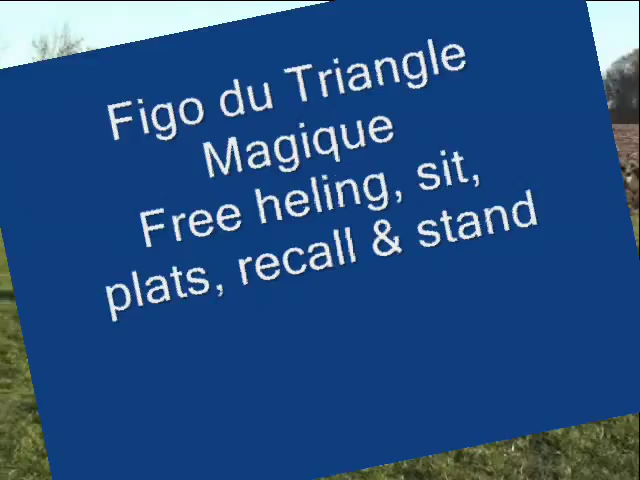 Figo du Triangle
Magique
Free heling, sit,
plats, recall & stand